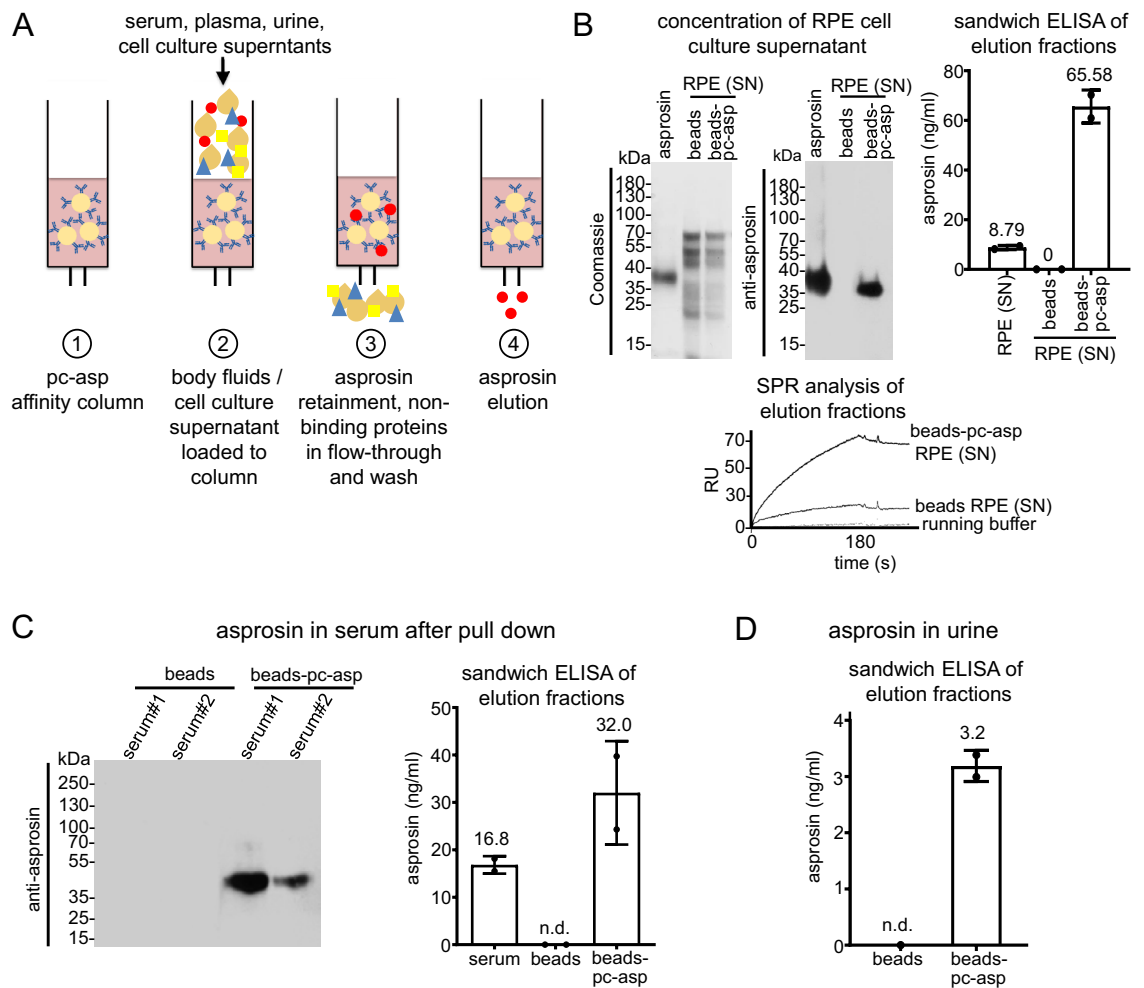 A
serum, plasma, urine,
cell culture superntants
1
2
3
4
pc-asp
affinity column
body fluids /
cell culture
supernatant
loaded to
column
asprosin
retainment, non-
binding proteins
in flow-through
and wash
asprosin
elution
B
concentration of RPE cell
culture supernatant
RPE (SN)
asprosin
beads
beads-
pc-asp
kDa
180
130
100
70
55
40
35
25
15
Coomassie
RPE (SN)
asprosin
beads
beads-
pc-asp
kDa
180
130
100
70
55
40
35
25
15
anti-asprosin
sandwich ELISA of
elution fractions
80
60
40
20
0
asprosin (ng/ml)
8.79
0
65.58
RPE (SN)
beads
beads-
pc-asp
RPE (SN)
SPR analysis of
elution fractions
70
50
30
0
RU
0
180
time (s)
beads-pc-asp
RPE (SN)
beads RPE (SN)
running buffer
C
asprosin in serum after pull down
beads
beads-pc-asp
serum#1
serum#2
serum#1
serum#2
kDa
250
130
100
70
55
35
25
15
anti-asprosin
sandwich ELISA of
elution fractions
50
40
30
20
10
0
asprosin (ng/ml)
16.8
n.d.
32.0
serum
beads
beads-
pc-asp
D
asprosin in urine
sandwich ELISA of
elution fractions
4
3
2
1
0
asprosin (ng/ml)
n.d.
3.2
beads
beads-
pc-asp